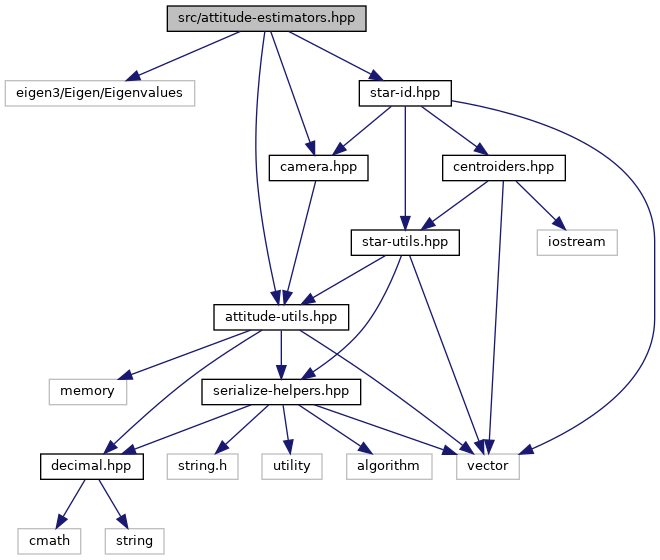 src/attitude-estimators.hpp
eigen3/Eigen/Eigenvalues
star-id.hpp
camera.hpp
centroiders.hpp
star-utils.hpp
iostream
attitude-utils.hpp
memory
serialize-helpers.hpp
decimal.hpp
string.h
utility
algorithm
vector
cmath
string